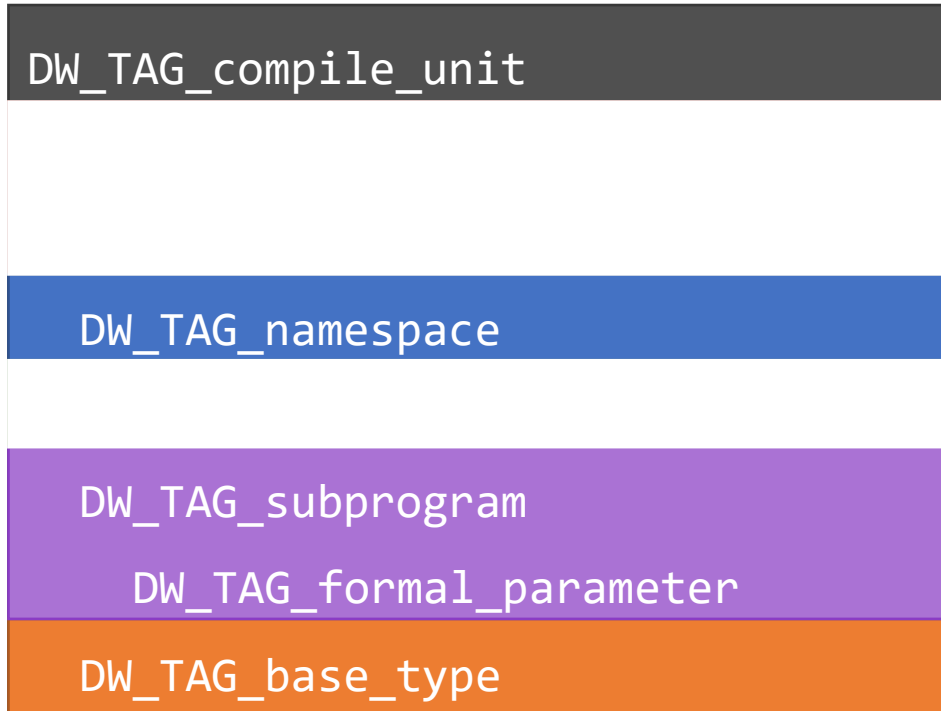 DW_TAG_compile_unit
DW_TAG_namespace
DW_TAG_subprogram
DW_TAG_formal_parameter
DW_TAG_base_type